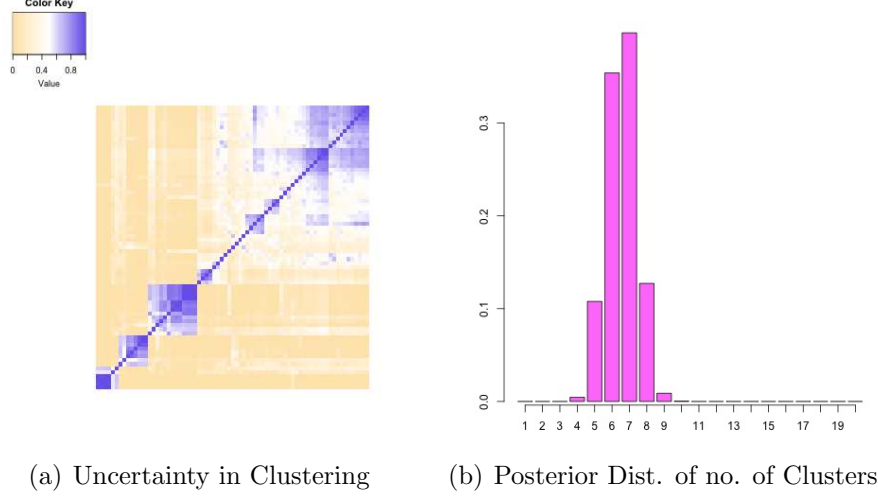 Color Key
0 0.4 0.8
Value
0.0 0.1 0.2 0.3
1 2 3 4 5 6 7 8 9 11 13 15 17 19
(a) Uncertainty in Clustering
(b) Posterior Dist. of no. of Clusters